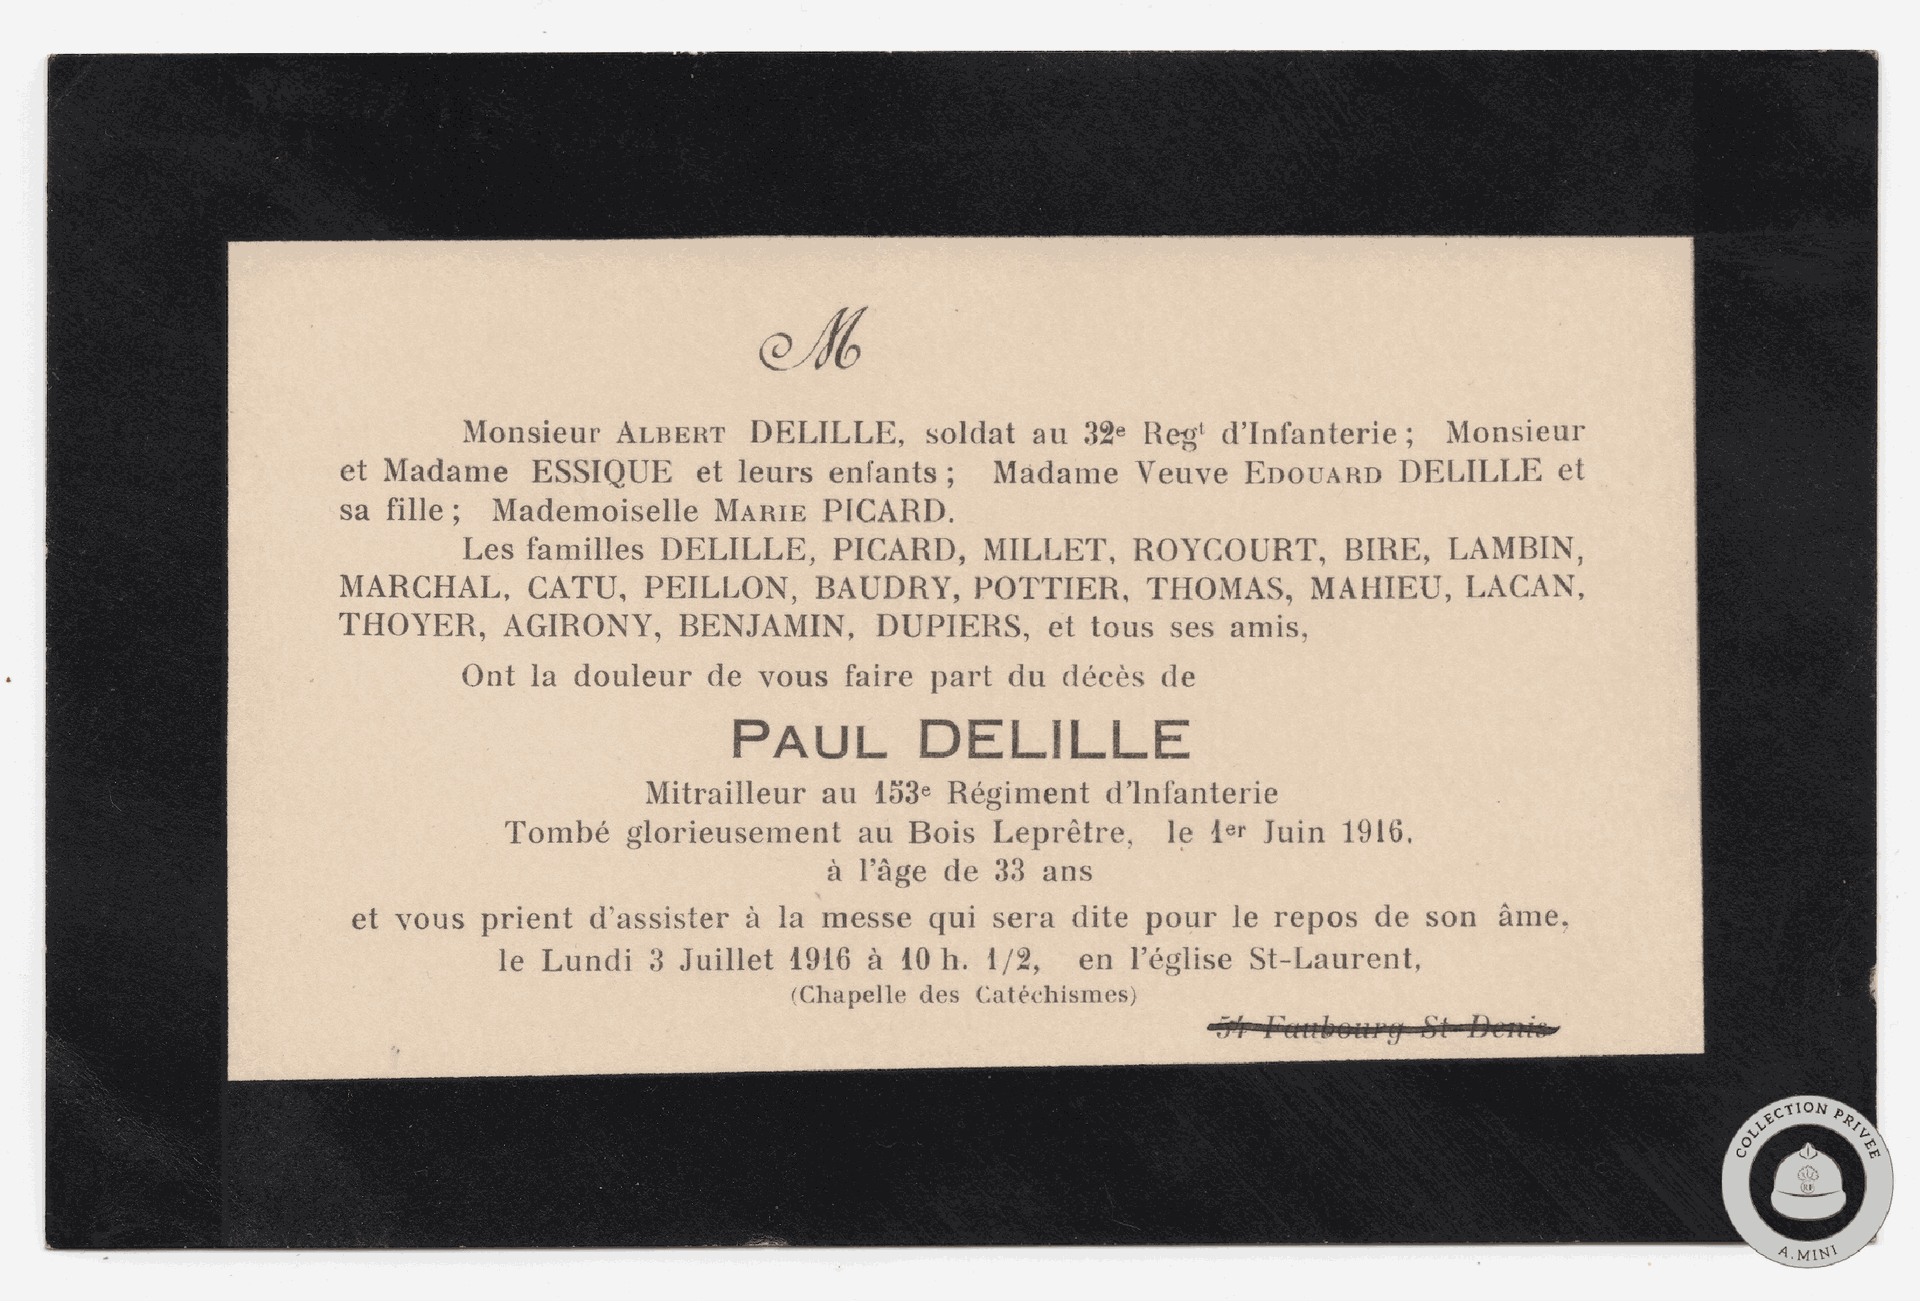 M
Monsieur ALBERT DELILLE, soldat au 32e Regt d'Infanterie ; Monsieur
et Madame ESSIQUE et leurs enfants ; Madame Veuve EDOUARD DELILLE et
sa fille ; Mademoiselle MARIE PICARD.
Les familles DELILLE, PICARD, MILLET, ROYCOURT, BIRE, LAMBIN,
MARCHAL, CATU, PEILLON, BAUDRY, POTTIER, THOMAS, MAHIEU, LACAN,
THOYER, AGIRONY, BENJAMIN, DUPIERS, et tous ses amis,
Ont la douleur de vous faire part du décès de
PAUL DELILLE
Mitrailleur au 153e Régiment d'Infanterie
Tombé glorieusement au Bois Leprêtre, le 1er Juin 1916.
à l'âge de 33 ans
et vous prient d'assister à la messe qui sera dite pour le repos de son âme,
le Lundi 3 Juillet 1916 à 10 h. 1/2, en l'église St-Laurent,
(Chapelle des Catéchismes)
54 Faubourg St-Denis
COLLECTION PRIVEE
RF
A.MINI